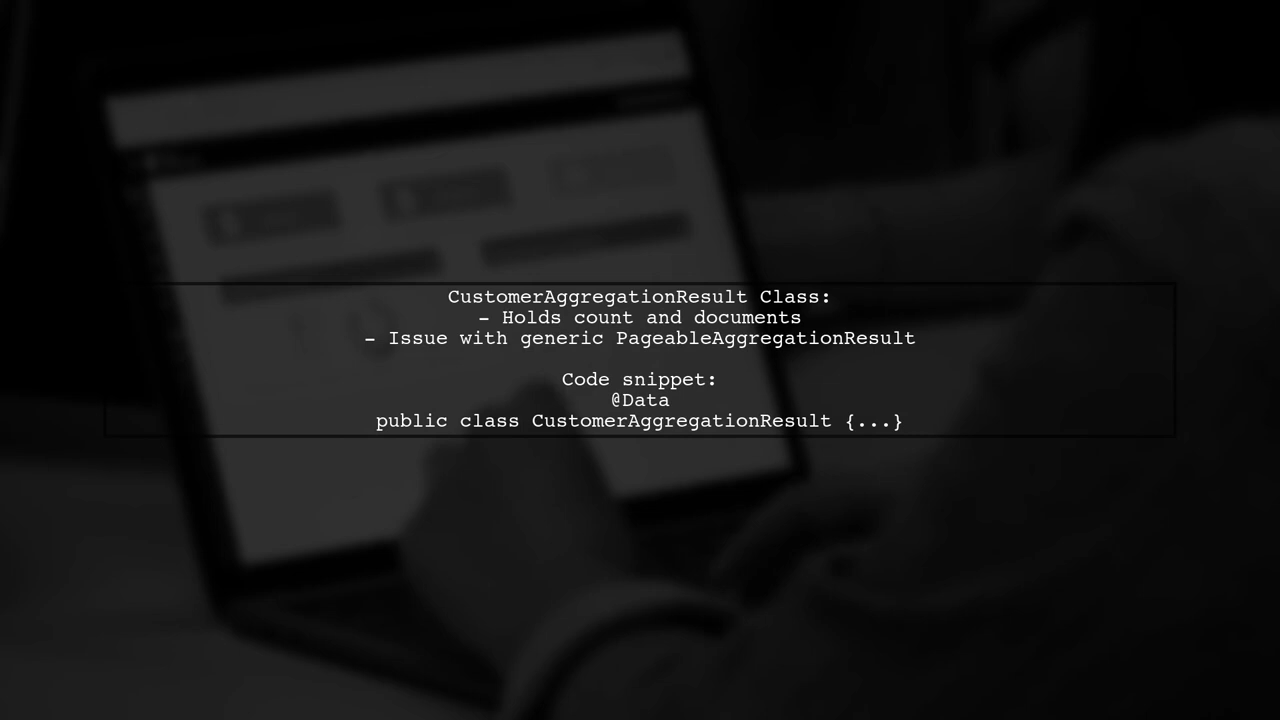 CustomerAggregationResult Class:
– Holds count and documents
– Issue with generic PageableAggregationResult
Code snippet:
@Data
public class CustomerAggregationResult {...}